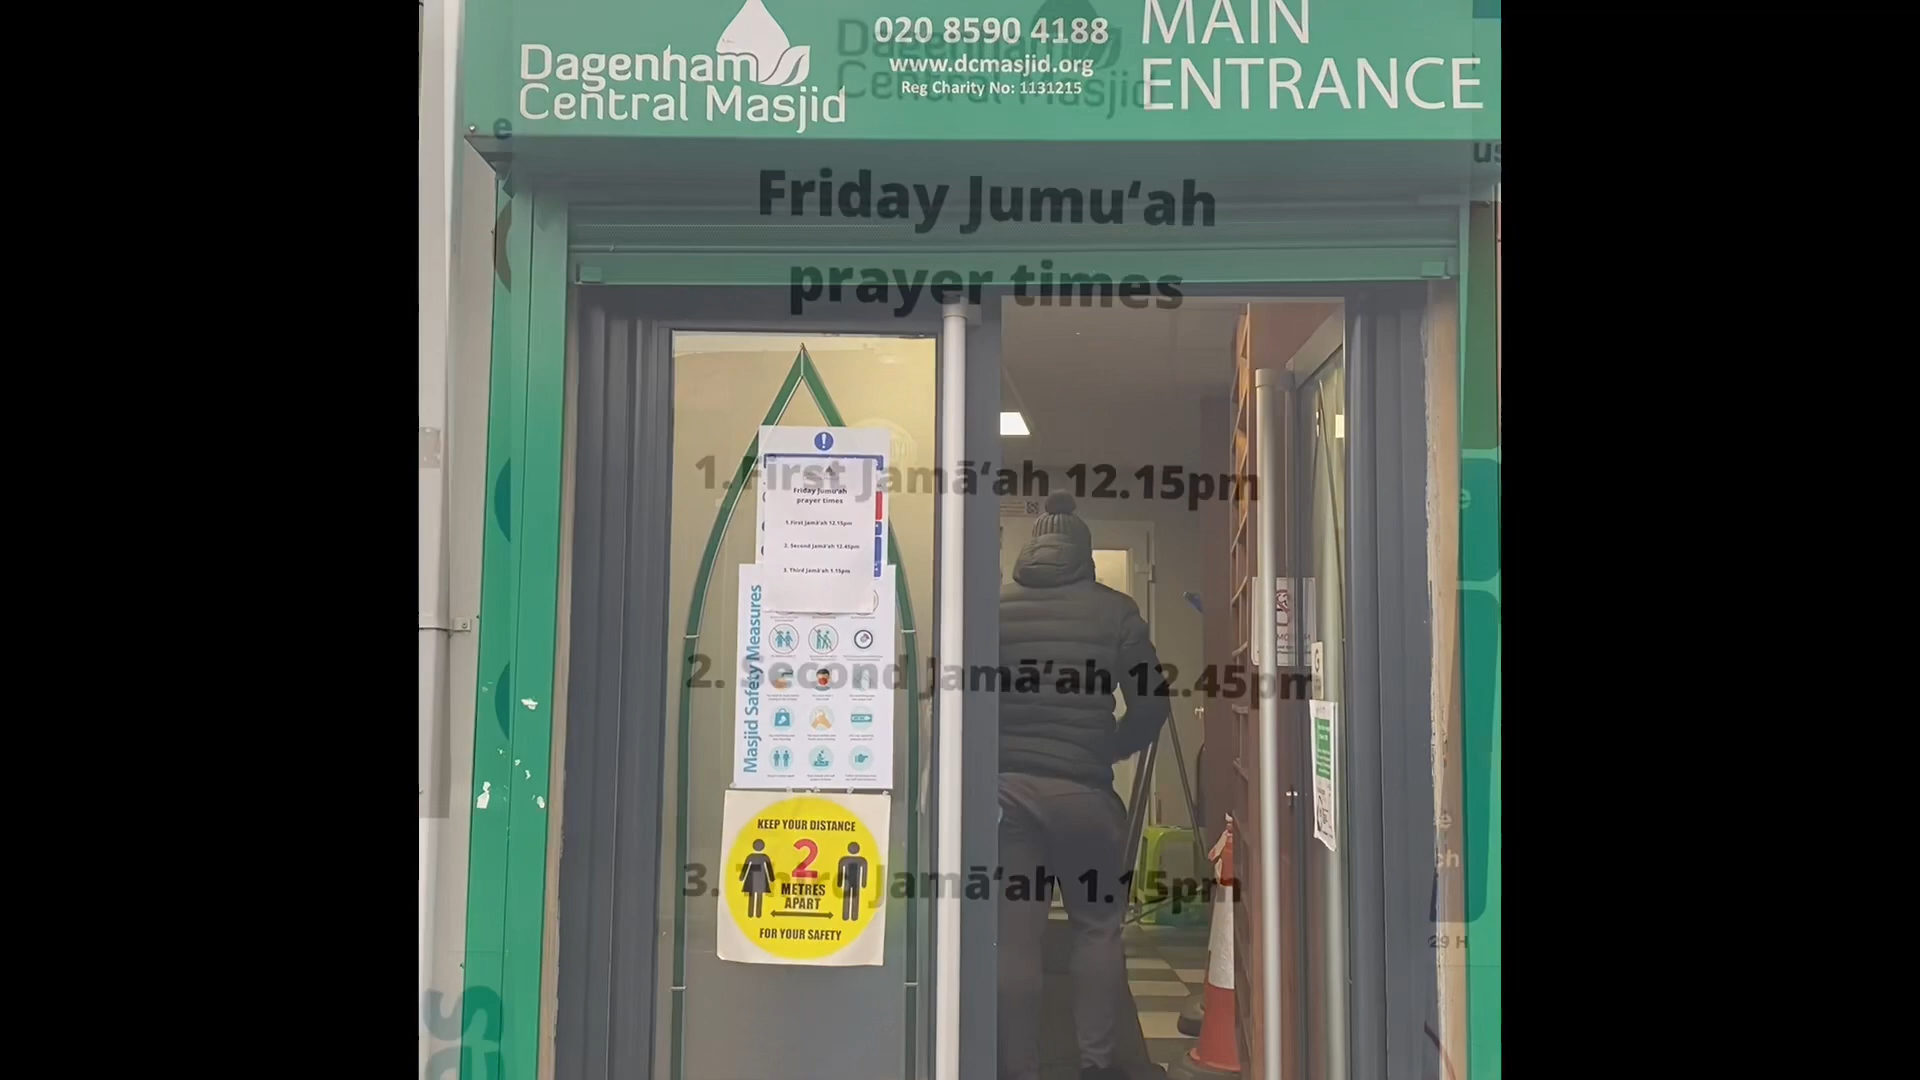 Dagenham
Central Masjid
020 8590 4188
www.dcmasjid.org
Reg Charity No: 1131215
MAIN
ENTRANCE
Dagenham
Central Masjid
Friday Jumu‘ah
prayer times
1. First Jamā‘ah 12.15pm
2. Second Jamā‘ah 12.45pm
3. Third Jamā‘ah 1.15pm
Friday Jumu‘ah
prayer times
1. First Jamā‘ah 12.15pm
2. Second Jamā‘ah 12.45pm
3. Third Jamā‘ah 1.15pm
Masjid Safety Measures
KEEP YOUR DISTANCE
2
METRES
APART
FOR YOUR SAFETY